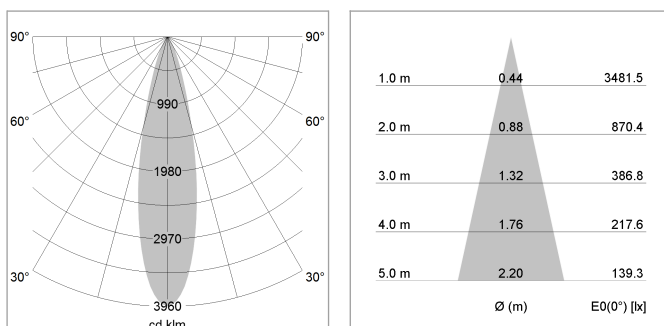 90° 90°
990
60° 60°
1980
2970
30° 30°
3960
cd klm
1.0 m 0.44 3481.5
2.0 m 0.88 870.4
3.0 m 1.32 386.8
4.0 m 1.76 217.6
5.0 m 2.20 139.3
Ø (m) E0(0°) [lx]